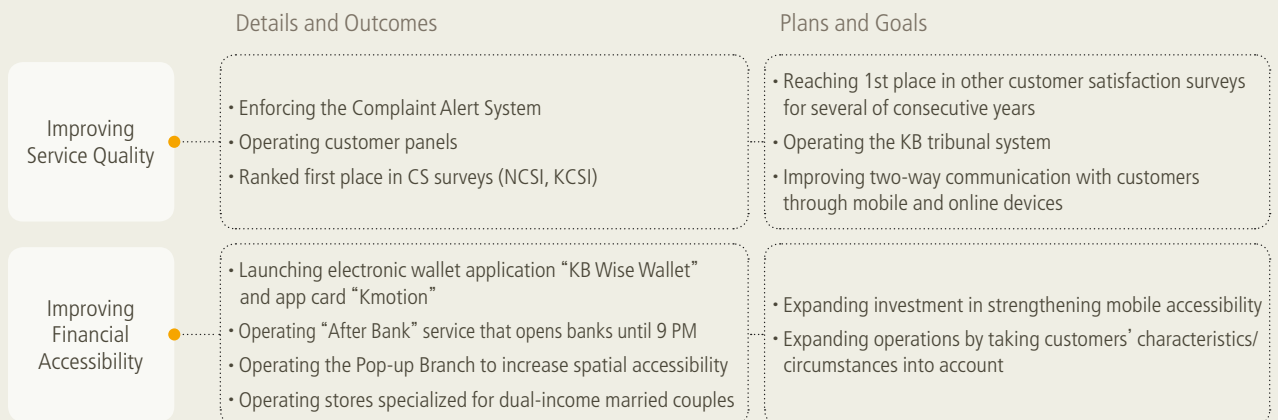 Details and Outcomes
Plans and Goals
Improving
Service Quality
• Enforcing the Complaint Alert System
• Operating customer panels
• Ranked first place in CS surveys (NCSI, KCSI)
• Reaching 1st place in other customer satisfaction surveys
for several of consecutive years
• Operating the KB tribunal system
• Improving two-way communication with customers
through mobile and online devices
Improving
Financial
Accessibility
• Launching electronic wallet application “KB Wise Wallet”
and app card “Kmotion”
• Operating “After Bank” service that opens banks until 9 PM
• Operating the Pop-up Branch to increase spatial accessibility
• Operating stores specialized for dual-income married couples
• Expanding investment in strengthening mobile accessibility
• Expanding operations by taking customers’ characteristics/
circumstances into account